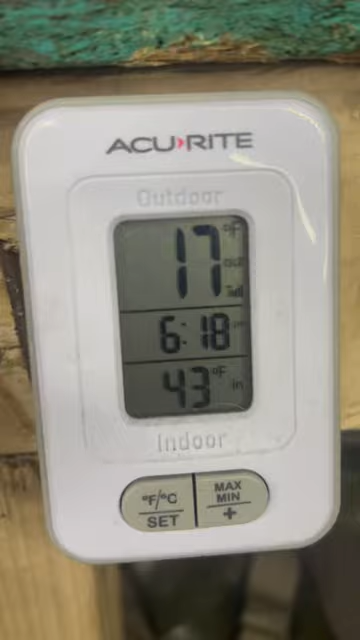 ACURITE
Outdoor
17 °F
out
6:18
43 °F in
Indoor
°F/°C
SET
MAX
MIN
+